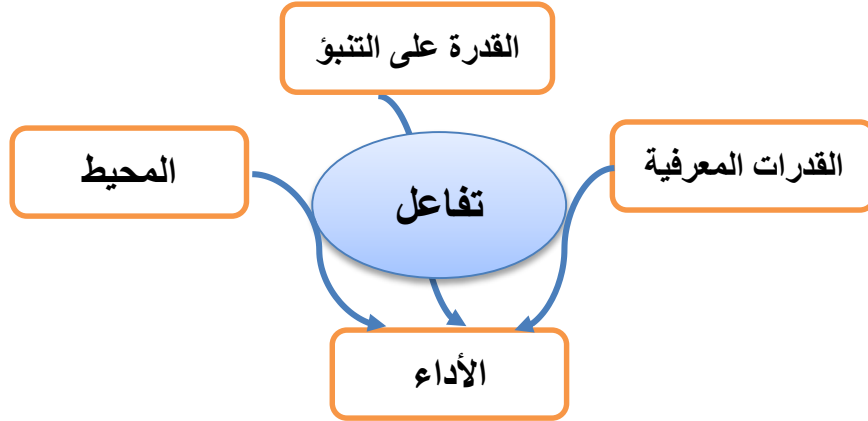 القدرة على التنبؤ
القدرات المعرفية
المحيط
تفاعل
الأداء